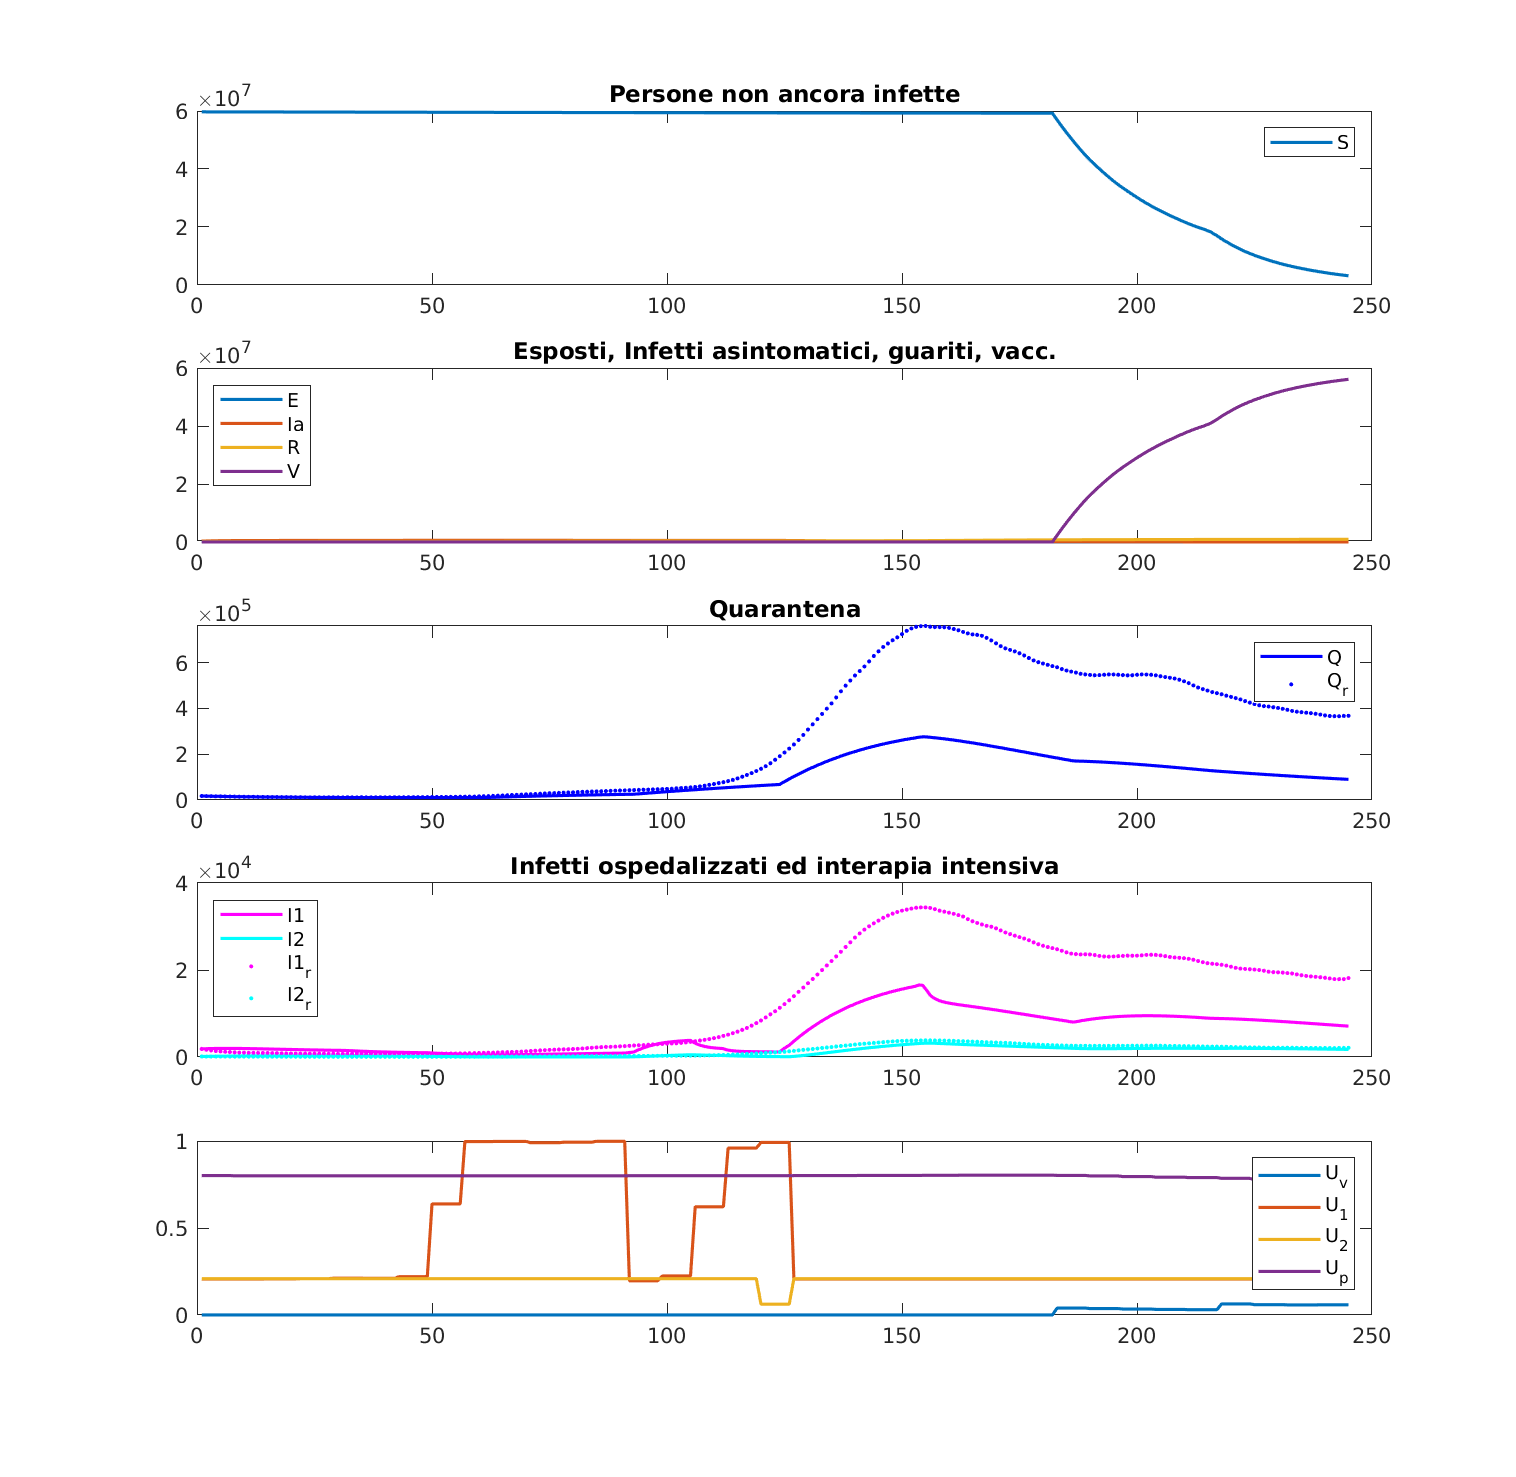 Persone non ancora infette
×10^7
6
4
2
0
0 50 100 150 200 250
S
Esposti, Infetti asintomatici, guariti, vacc.
×10^7
6
4
2
0
0 50 100 150 200 250
E
Ia
R
V
Quarantena
×10^5
6
4
2
0
0 50 100 150 200 250
Q
Q_r
Infetti ospedalizzati ed interapia intensiva
×10^4
4
2
0
0 50 100 150 200 250
I1
I2
I1_r
I2_r
1
0.5
0
0 50 100 150 200 250
U_v
U_1
U_2
U_p